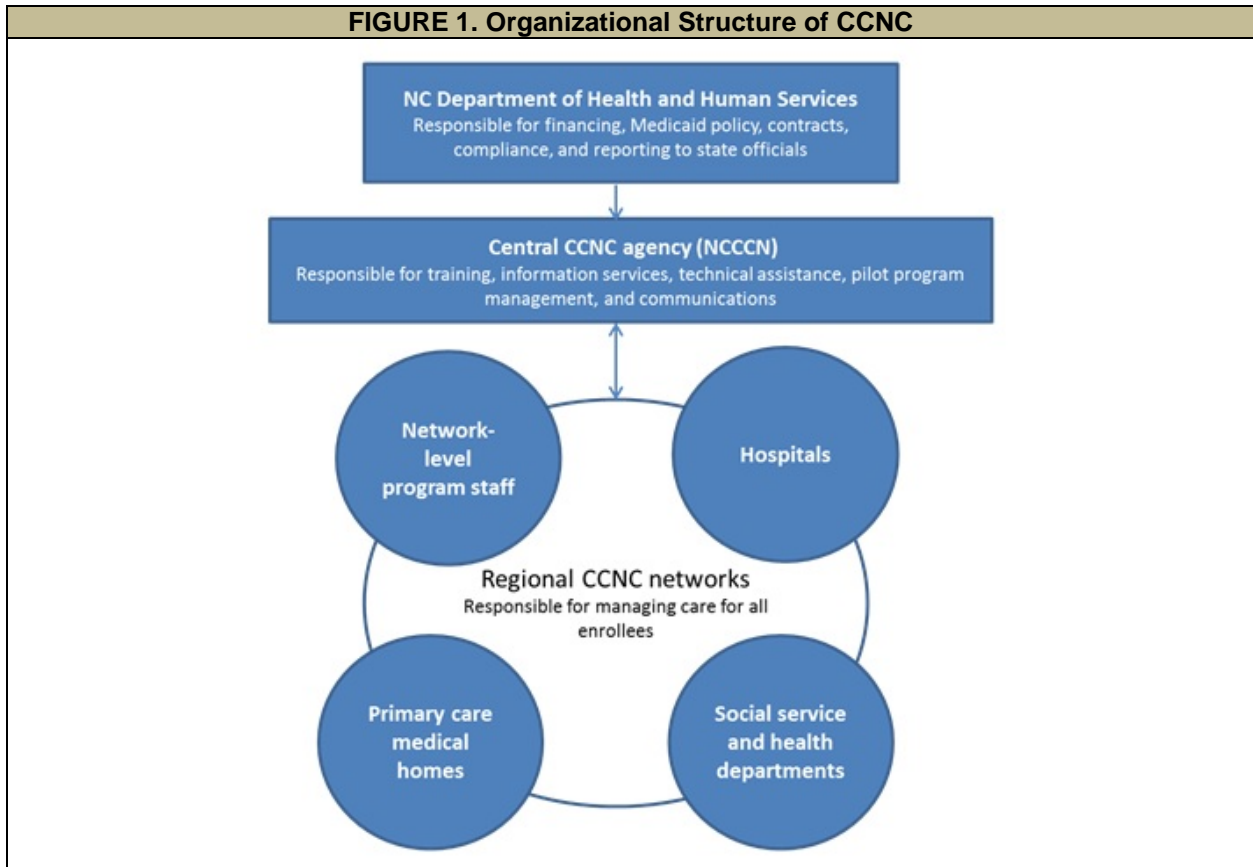 FIGURE 1. Organizational Structure of CCNC
NC Department of Health and Human Services
Responsible for financing, Medicaid policy, contracts,
compliance, and reporting to state officials
Central CCNC agency (NCCCN)
Responsible for training, information services, technical assistance, pilot program
management, and communications
Network-
level
program staff
Hospitals
Regional CCNC networks
Responsible for managing care for all
enrollees
Primary care
medical
homes
Social service
and health
departments